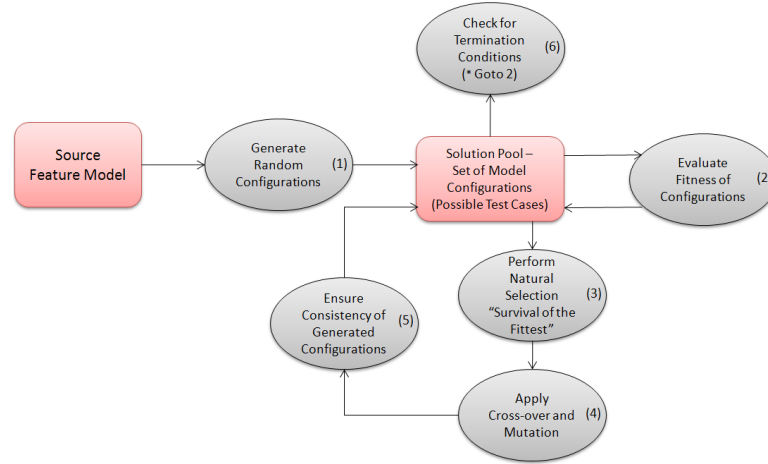 Check for
Termination
Conditions
(* Goto 2)
(6)
Source
Feature Model
Generate
Random
Configurations
(1)
Solution Pool –
Set of Model
Configurations
(Possible Test Cases)
Evaluate
Fitness of
Configurations
(2
Perform
Natural
Selection
“Survival of the
Fittest”
(3)
Ensure
Consistency of
Generated
Configurations
(5)
Apply
Cross-over and
Mutation
(4)